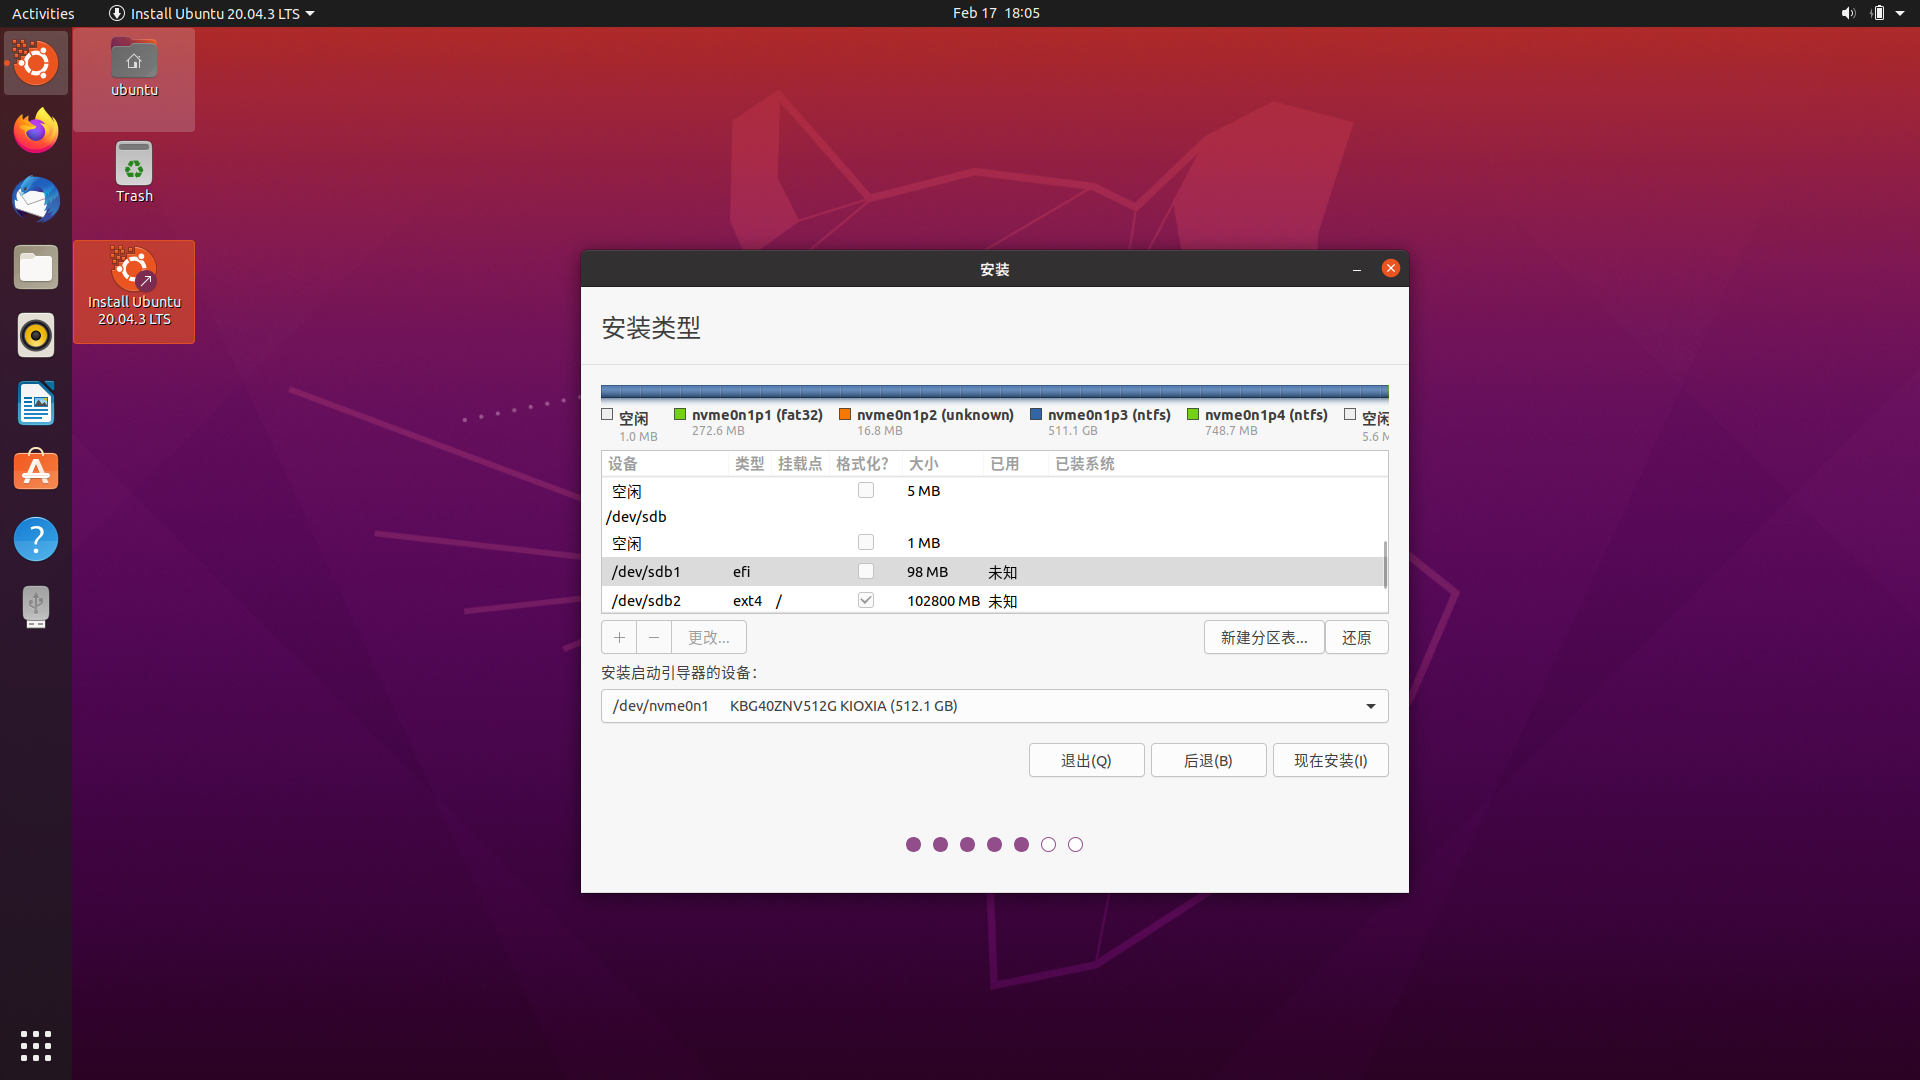 Activities
Install Ubuntu 20.04.3 LTS
Feb 17 18:05
ubuntu
Trash
Install Ubuntu
20.04.3 LTS
安装
安装类型
空闲
1.0 MB
nvme0n1p1 (fat32)
272.6 MB
nvme0n1p2 (unknown)
16.8 MB
nvme0n1p3 (ntfs)
511.1 GB
nvme0n1p4 (ntfs)
748.7 MB
空闲
5.6 M
设备 类型 挂载点 格式化? 大小 已用 已装系统
空闲 5 MB
/dev/sdb
空闲 1 MB
/dev/sdb1 efi 98 MB 未知
/dev/sdb2 ext4 / 102800 MB 未知
+ − 更改... 新建分区表... 还原
安装启动引导器的设备：
/dev/nvme0n1 KBG40ZNV512G KIOXIA (512.1 GB)
退出(Q) 后退(B) 现在安装(I)